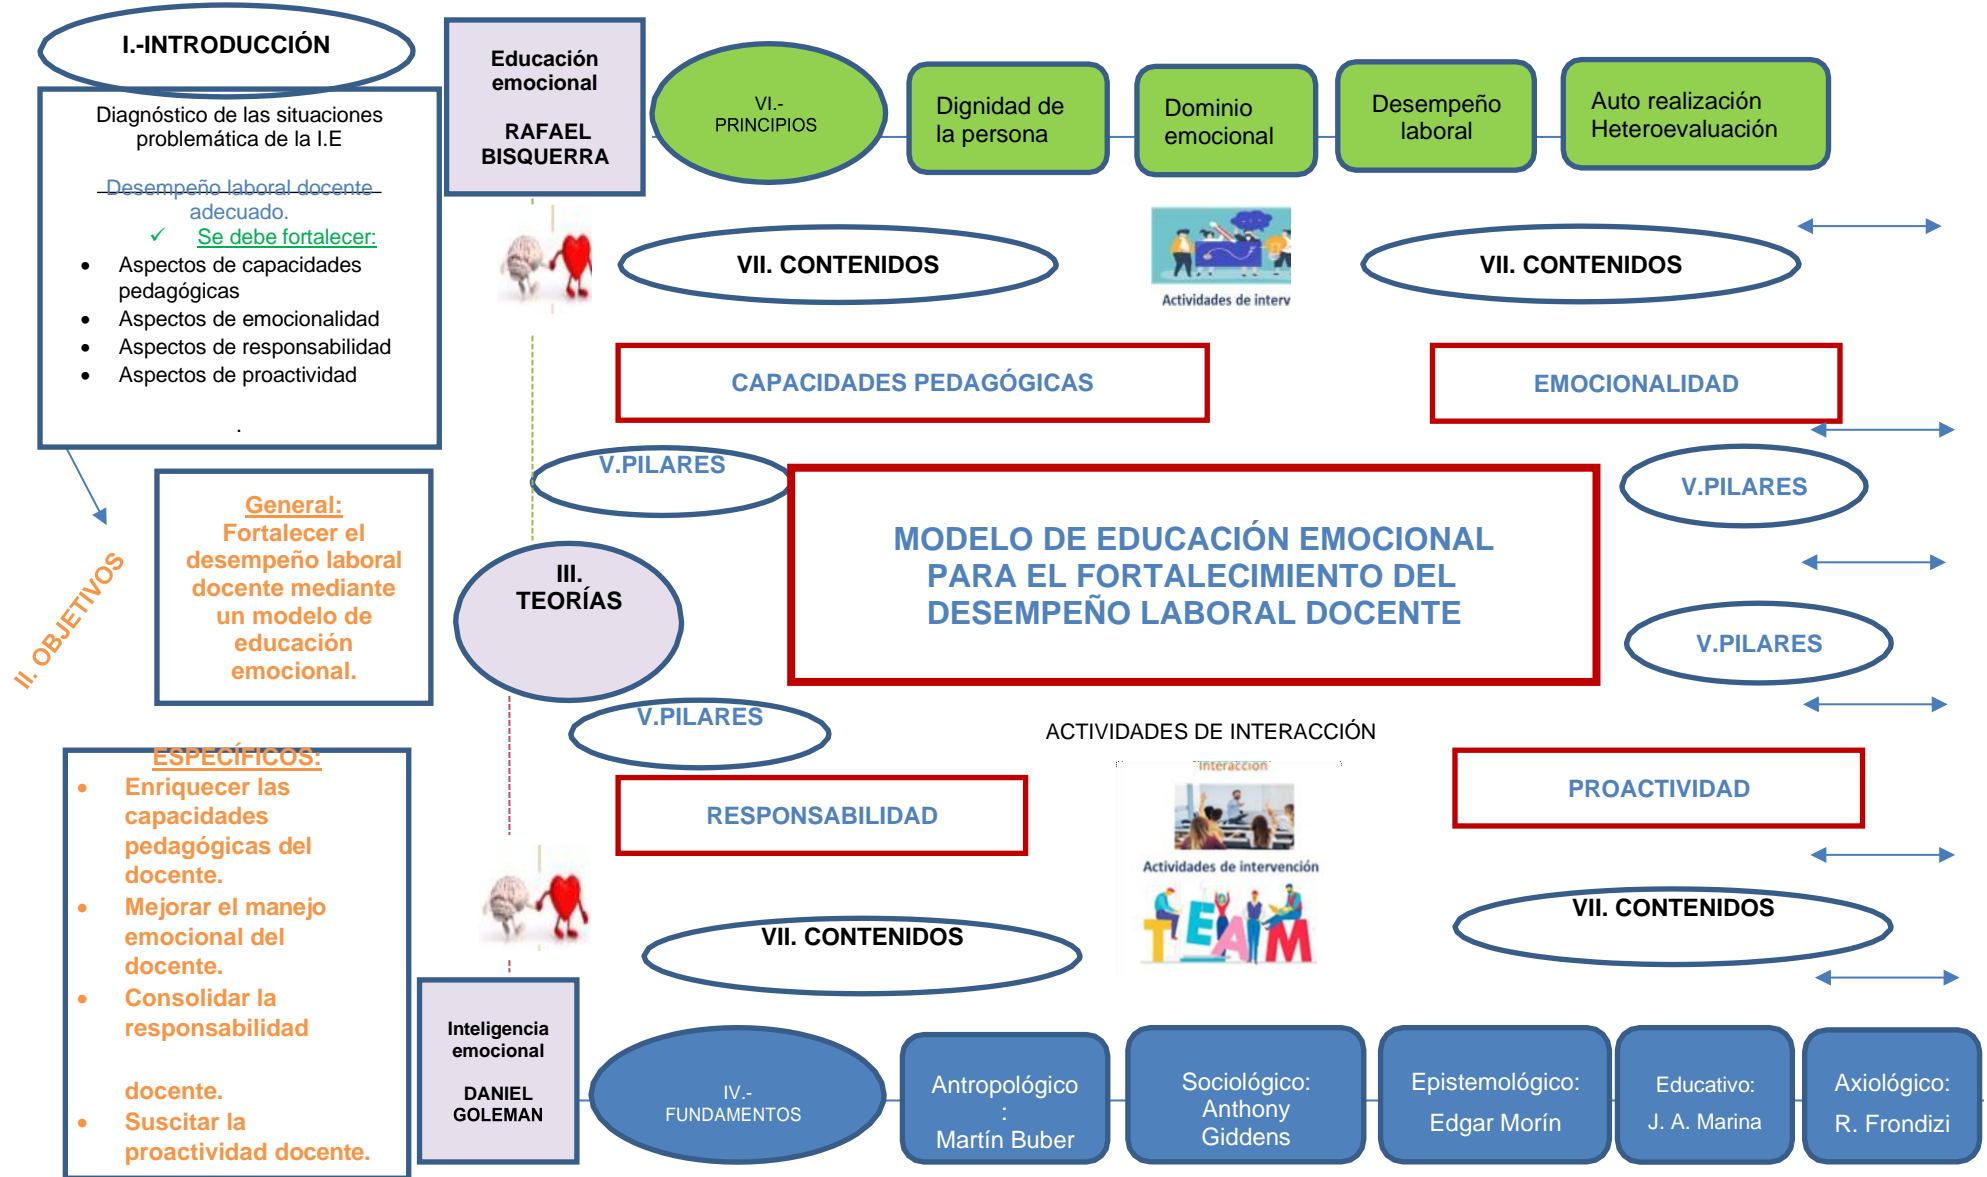 I.-INTRODUCCIÓN
Diagnóstico de las situaciones
problemática de la I.E
Desempeño laboral docente
adecuado.
✓ Se debe fortalecer:
• Aspectos de capacidades
pedagógicas
• Aspectos de emocionalidad
• Aspectos de responsabilidad
• Aspectos de proactividad
.
Educación
emocional
RAFAEL
BISQUERRA
VI.-
PRINCIPIOS
Dignidad de
la persona
Dominio
emocional
Desempeño
laboral
Auto realización
Heteroevaluación
VII. CONTENIDOS
Actividades de interv
VII. CONTENIDOS
CAPACIDADES PEDAGÓGICAS
EMOCIONALIDAD
V.PILARES
V.PILARES
II. OBJETIVOS
General:
Fortalecer el
desempeño laboral
docente mediante
un modelo de
educación
emocional.
III.
TEORÍAS
MODELO DE EDUCACIÓN EMOCIONAL
PARA EL FORTALECIMIENTO DEL
DESEMPEÑO LABORAL DOCENTE
V.PILARES
V.PILARES
ACTIVIDADES DE INTERACCIÓN
Interacción
RESPONSABILIDAD
PROACTIVIDAD
Actividades de intervención
TEAM
VII. CONTENIDOS
VII. CONTENIDOS
ESPECÍFICOS:
• Enriquecer las
capacidades
pedagógicas del
docente.
• Mejorar el manejo
emocional del
docente.
• Consolidar la
responsabilidad
docente.
• Suscitar la
proactividad docente.
Inteligencia
emocional
DANIEL
GOLEMAN
IV.-
FUNDAMENTOS
Antropológico
:
Martín Buber
Sociológico:
Anthony
Giddens
Epistemológico:
Edgar Morín
Educativo:
J. A. Marina
Axiológico:
R. Frondizi